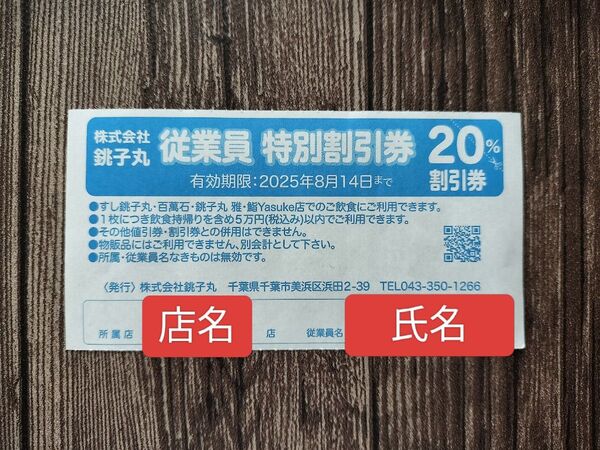 株式会社
銚子丸
従業員 特別割引券
20%
割引券
有効期限:2025年8月14日まで
●すし銚子丸・百萬石・銚子丸 雅・鮨Yasuke店でのご飲食にご利用できます。
●1枚につき飲食持帰りを含め5万円(税込み)以内でご利用できます。
●その他値引券・割引券との併用はできません。
●物販品にはご利用できません、別会計として下さい。
●所属・従業員名なきものは無効です。
〈発行〉株式会社銚子丸 千葉県千葉市美浜区浜田2-39 TEL043-350-1266
所属店 店名 店 従業員名 氏名